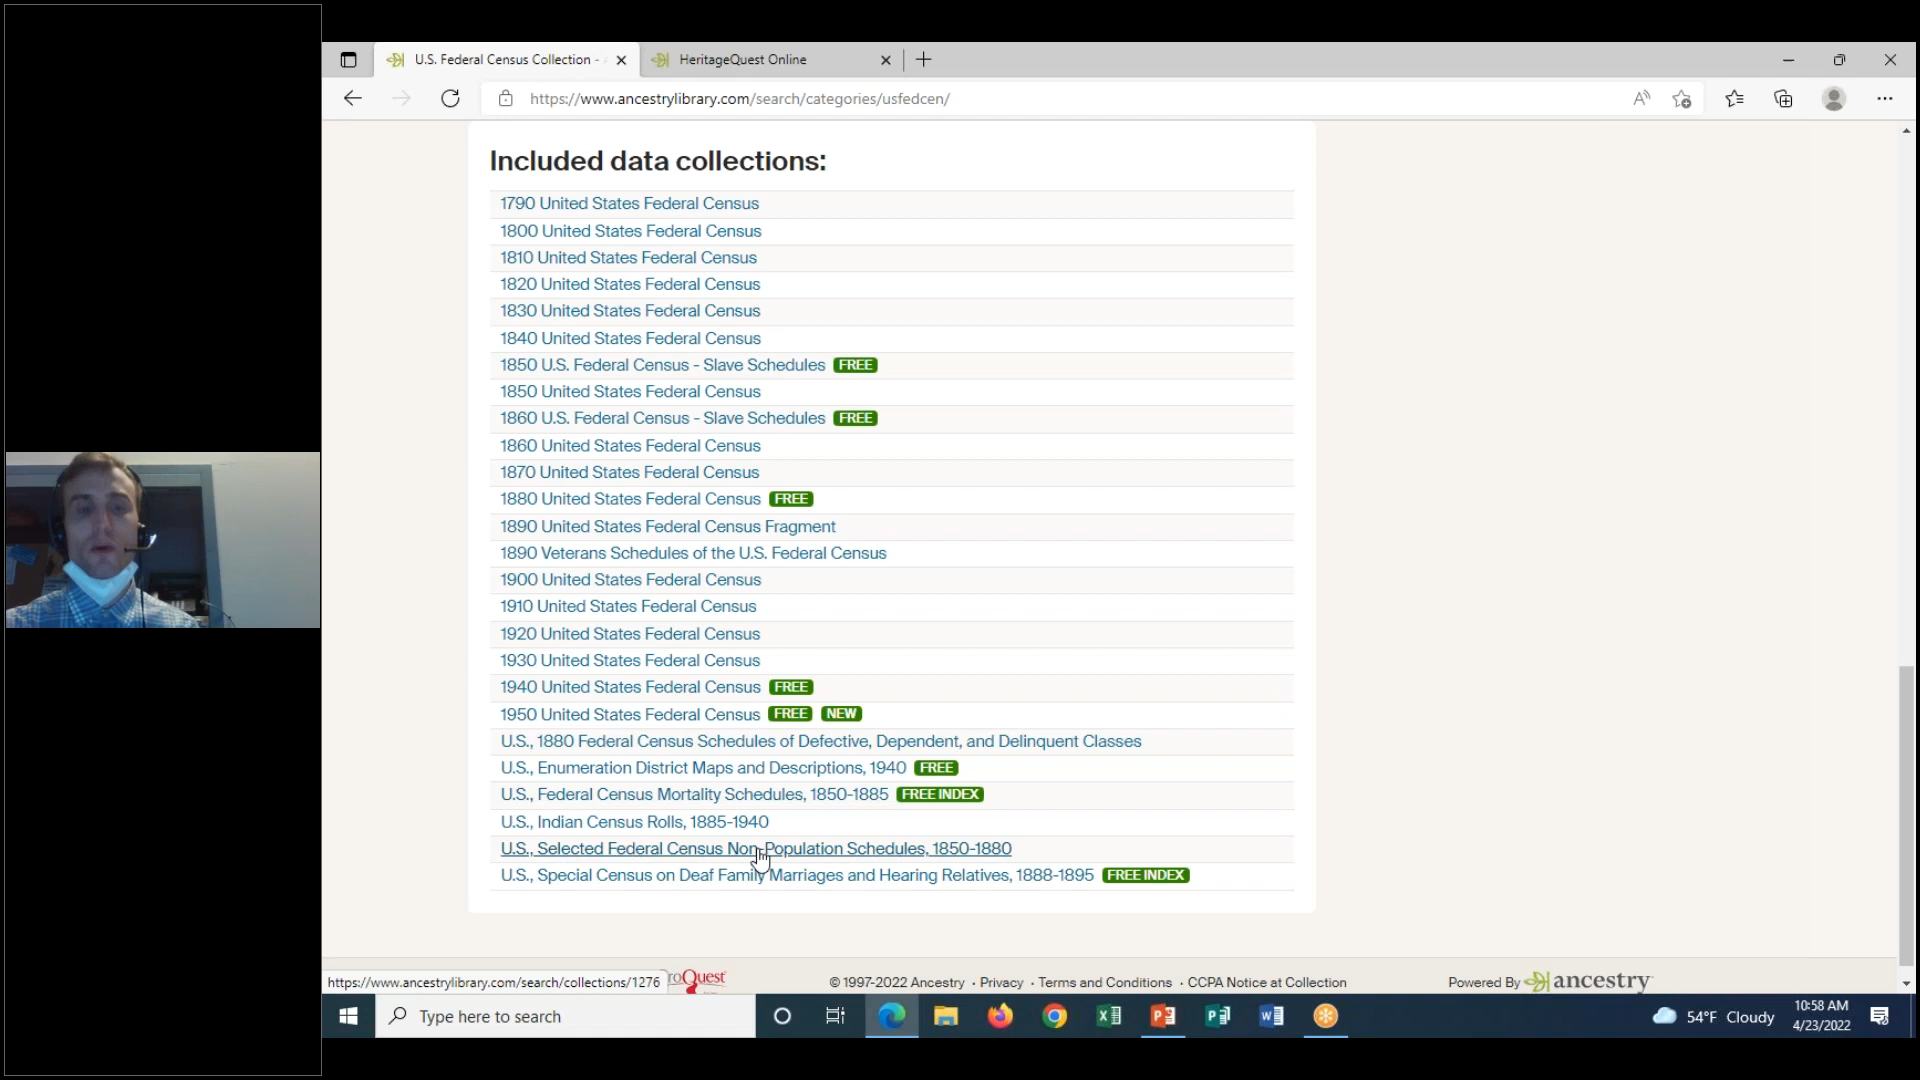 U.S. Federal Census Collection -
HeritageQuest Online
https://www.ancestrylibrary.com/search/categories/usfedcen/
Included data collections:
1790 United States Federal Census
1800 United States Federal Census
1810 United States Federal Census
1820 United States Federal Census
1830 United States Federal Census
1840 United States Federal Census
1850 U.S. Federal Census - Slave Schedules FREE
1850 United States Federal Census
1860 U.S. Federal Census - Slave Schedules FREE
1860 United States Federal Census
1870 United States Federal Census
1880 United States Federal Census FREE
1890 United States Federal Census Fragment
1890 Veterans Schedules of the U.S. Federal Census
1900 United States Federal Census
1910 United States Federal Census
1920 United States Federal Census
1930 United States Federal Census
1940 United States Federal Census FREE
1950 United States Federal Census FREE NEW
U.S., 1880 Federal Census Schedules of Defective, Dependent, and Delinquent Classes
U.S., Enumeration District Maps and Descriptions, 1940 FREE
U.S., Federal Census Mortality Schedules, 1850-1885 FREE INDEX
U.S., Indian Census Rolls, 1885-1940
U.S., Selected Federal Census Non-Population Schedules, 1850-1880
U.S., Special Census on Deaf Family Marriages and Hearing Relatives, 1888-1895 FREE INDEX
https://www.ancestrylibrary.com/search/collections/1276 roQuest © 1997-2022 Ancestry · Privacy · Terms and Conditions · CCPA Notice at Collection Powered By ancestry
Type here to search
54°F Cloudy
10:58 AM
4/23/2022